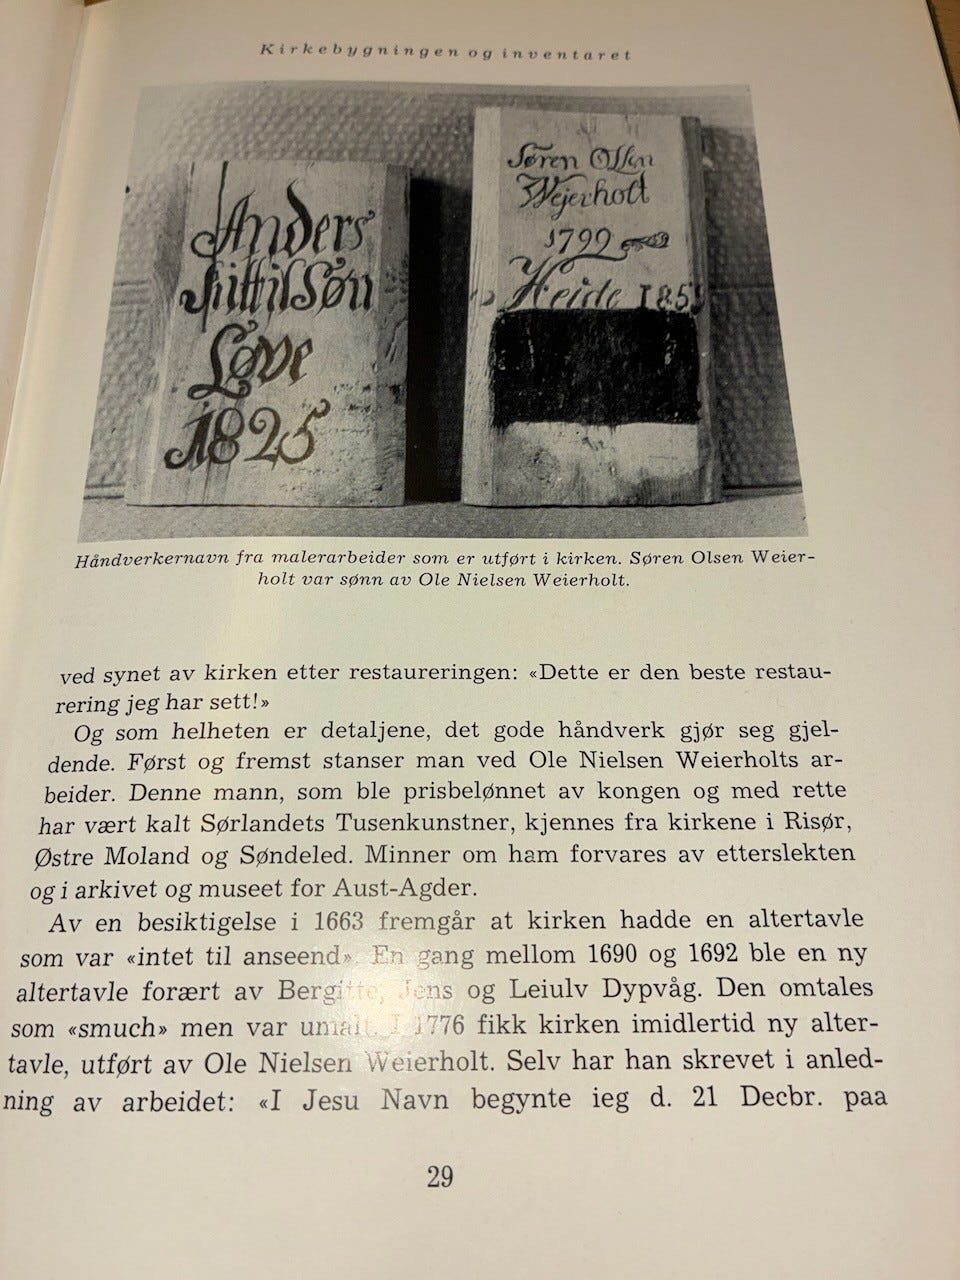 Kirkebygningen og inventaret
Anders
Løve
1825
Søren Olsen
Wejerholt
1799
Heide 185
Håndverkernavn fra malerarbeider som er utført i kirken. Søren Olsen Weier-
holt var sønn av Ole Nielsen Weierholt.
ved synet av kirken etter restaureringen: «Dette er den beste restau-
rering jeg har sett!»
Og som helheten er detaljene, det gode håndverk gjør seg gjel-
dende. Først og fremst stanser man ved Ole Nielsen Weierholts ar-
beider. Denne mann, som ble prisbelønnet av kongen og med rette
har vært kalt Sørlandets Tusenkunstner, kjennes fra kirkene i Risør,
Østre Moland og Søndeled. Minner om ham forvares av etterslekten
og i arkivet og museet for Aust-Agder.
Av en besiktigelse i 1663 fremgår at kirken hadde en altertavle
som var «intet til anseend». En gang mellom 1690 og 1692 ble en ny
altertavle forært av Bergitte, Jens og Leiulv Dypvåg. Den omtales
som «smuch» men var umalt. I 1776 fikk kirken imidlertid ny alter-
tavle, utført av Ole Nielsen Weierholt. Selv har han skrevet i anled-
ning av arbeidet: «I Jesu Navn begynte ieg d. 21 Decbr. paa
29